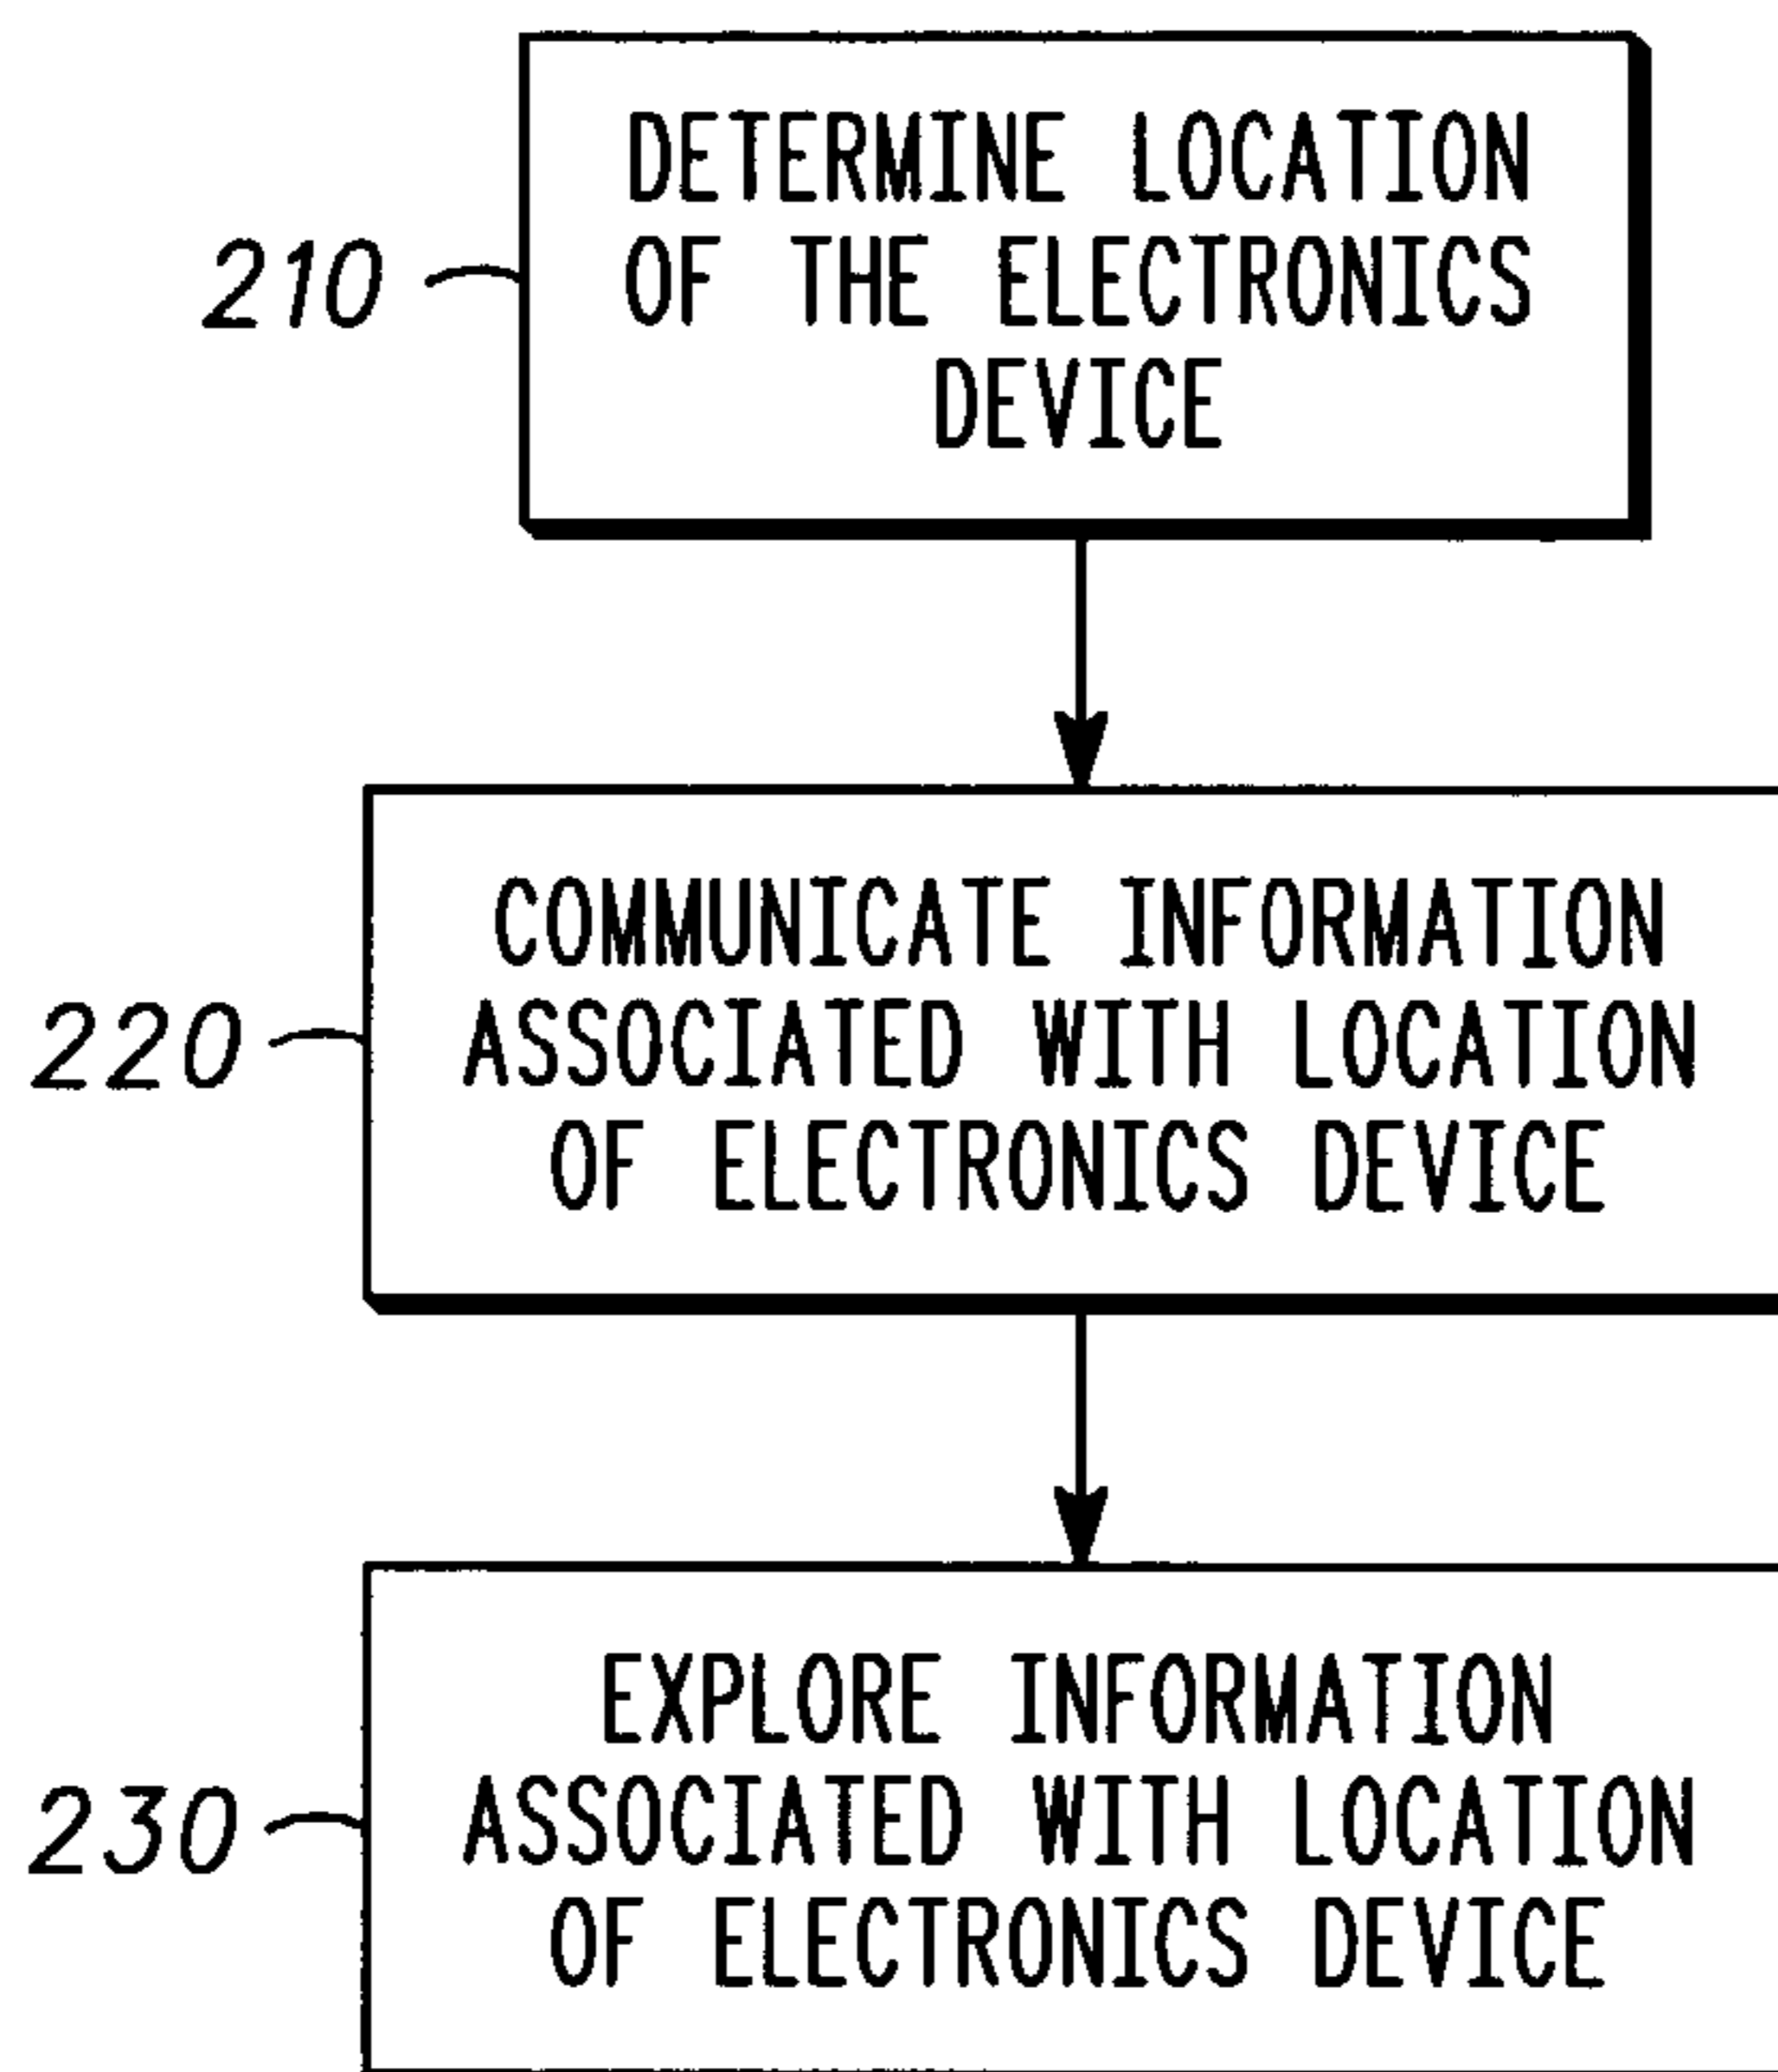 DETERMINE LOCATION
210 OF THE ELECTRONICS
DEVICE
COMMUNICATE INFORMATION
220 ASSOCIATED WITH LOCATION
OF ELECTRONICS DEVICE
EXPLORE INFORMATION
230 ASSOCIATED WITH LOCATION
OF ELECTRONICS DEVICE